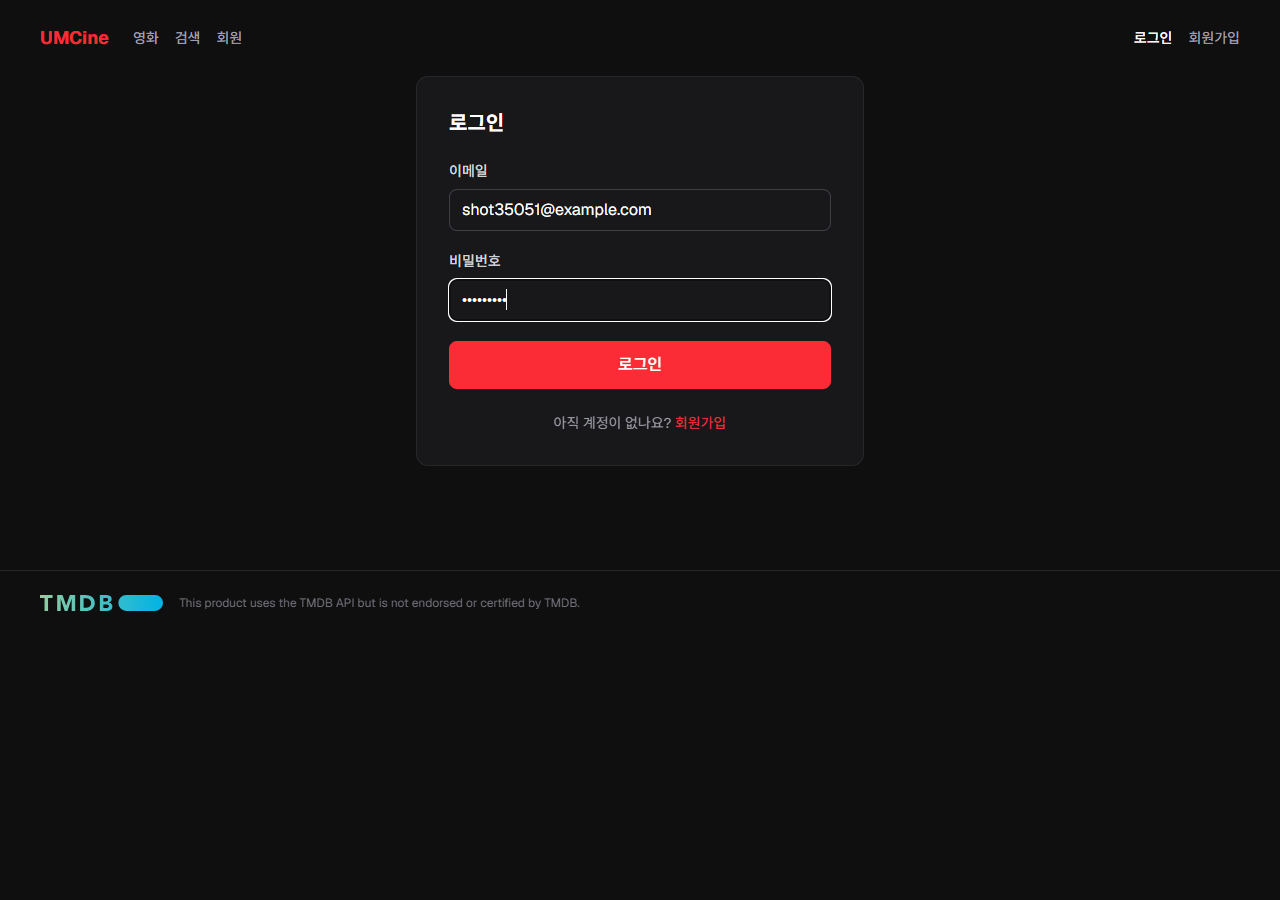 UMCine 영화 검색 회원 로그인 회원가입
로그인
이메일
shot35051@example.com
비밀번호
•••••••••
로그인
아직 계정이 없나요? 회원가입
TMDB This product uses the TMDB API but is not endorsed or certified by TMDB.